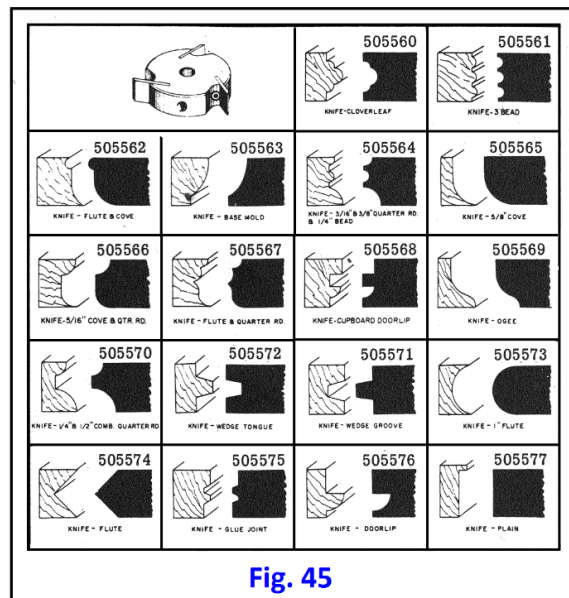 505560
KNIFE-CLOVERLEAF
505561
KNIFE-3 BEAD
505562
KNIFE - FLUTE & COVE
505563
KNIFE - BASE MOLD
505564
KNIFE - 3/16" & 3/8" QUARTER RD.
& 1/4" BEAD
505565
KNIFE - 5/8" COVE
505566
KNIFE-5/16" COVE & QTR. RD.
505567
KNIFE - FLUTE & QUARTER RD.
505568
KNIFE-CUPBOARD DOORLIP
505569
KNIFE - OGEE
505570
KNIFE - 1/4" & 1/2" COMB. QUARTER RD
505572
KNIFE - WEDGE TONGUE
505571
KNIFE - WEDGE GROOVE
505573
KNIFE - 1" FLUTE
505574
KNIFE - FLUTE
505575
KNIFE - GLUE JOINT
505576
KNIFE - DOORLIP
505577
KNIFE - PLAIN
Fig. 45